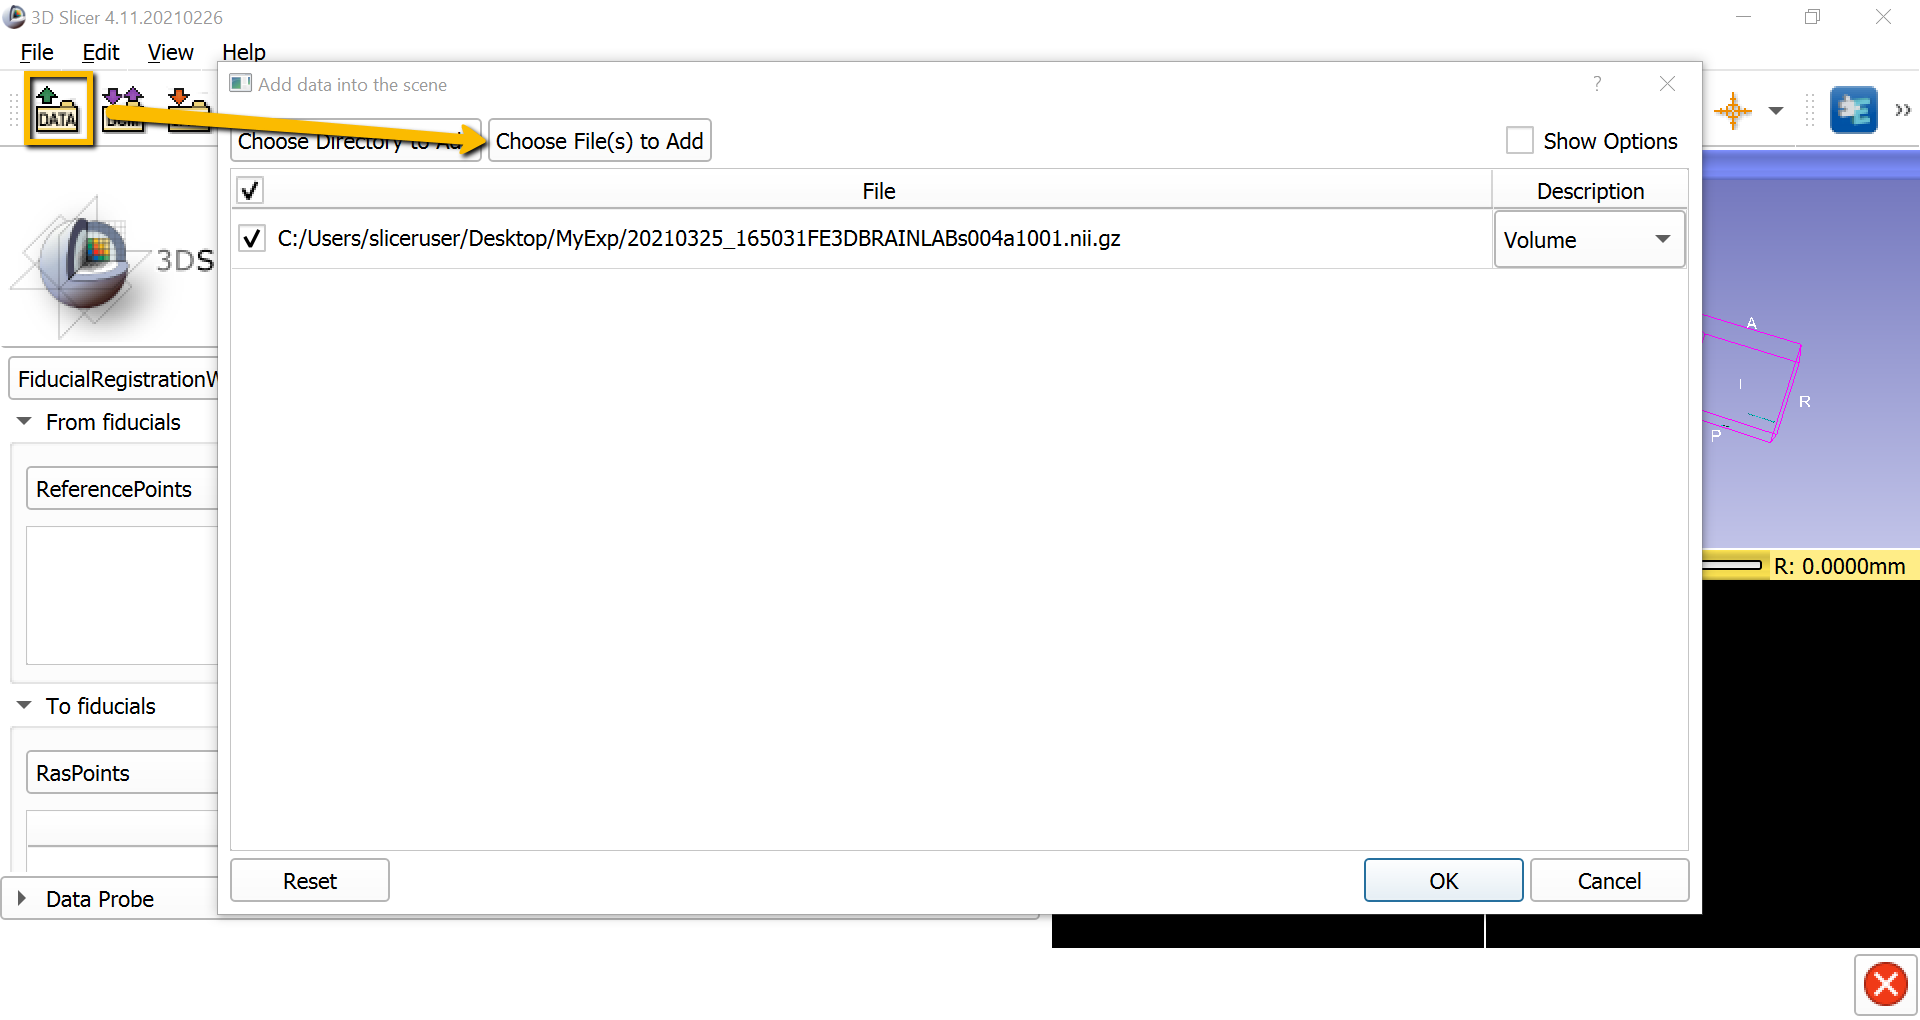 3D Slicer 4.11.20210226
File Edit View Help
DATA
Add data into the scene
?
Choose Directory to Ad
Choose File(s) to Add
Show Options
File
Description
C:/Users/sliceruser/Desktop/MyExp/20210325_165031FE3DBRAINLABs004a1001.nii.gz
Volume
3DS
A
I
R
P
FiducialRegistrationW
From fiducials
ReferencePoints
R: 0.0000mm
To fiducials
RasPoints
Data Probe
Reset
OK
Cancel